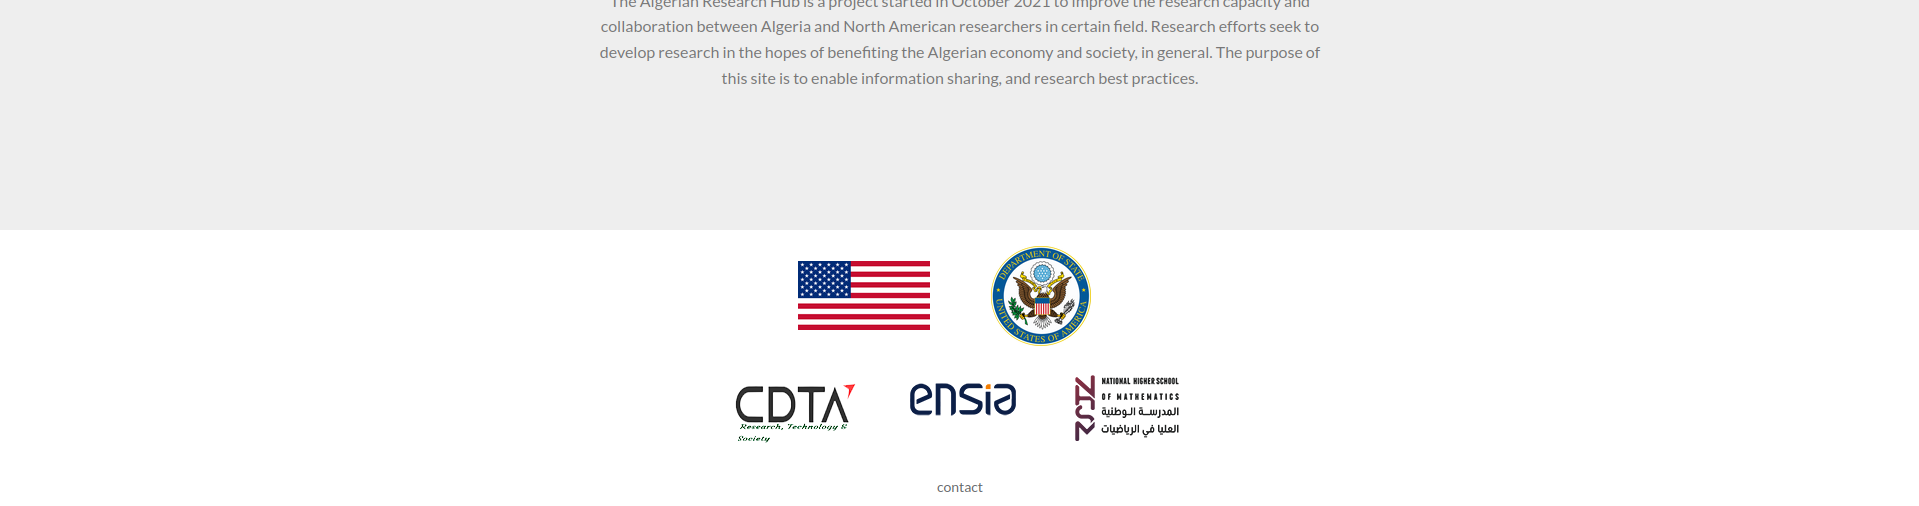 The Algerian Research Hub is a project started in October 2021 to improve the research capacity and
collaboration between Algeria and North American researchers in certain field. Research efforts seek to
develop research in the hopes of benefiting the Algerian economy and society, in general. The purpose of
this site is to enable information sharing, and research best practices.
DEPARTMENT OF STATE
UNITED STATES OF AMERICA
CDTA
Research, Technology &
Society
ensia
NHSM
NATIONAL HIGHER SCHOOL
OF MATHEMATICS
المدرسة الوطنية
العليا في الرياضيات
contact